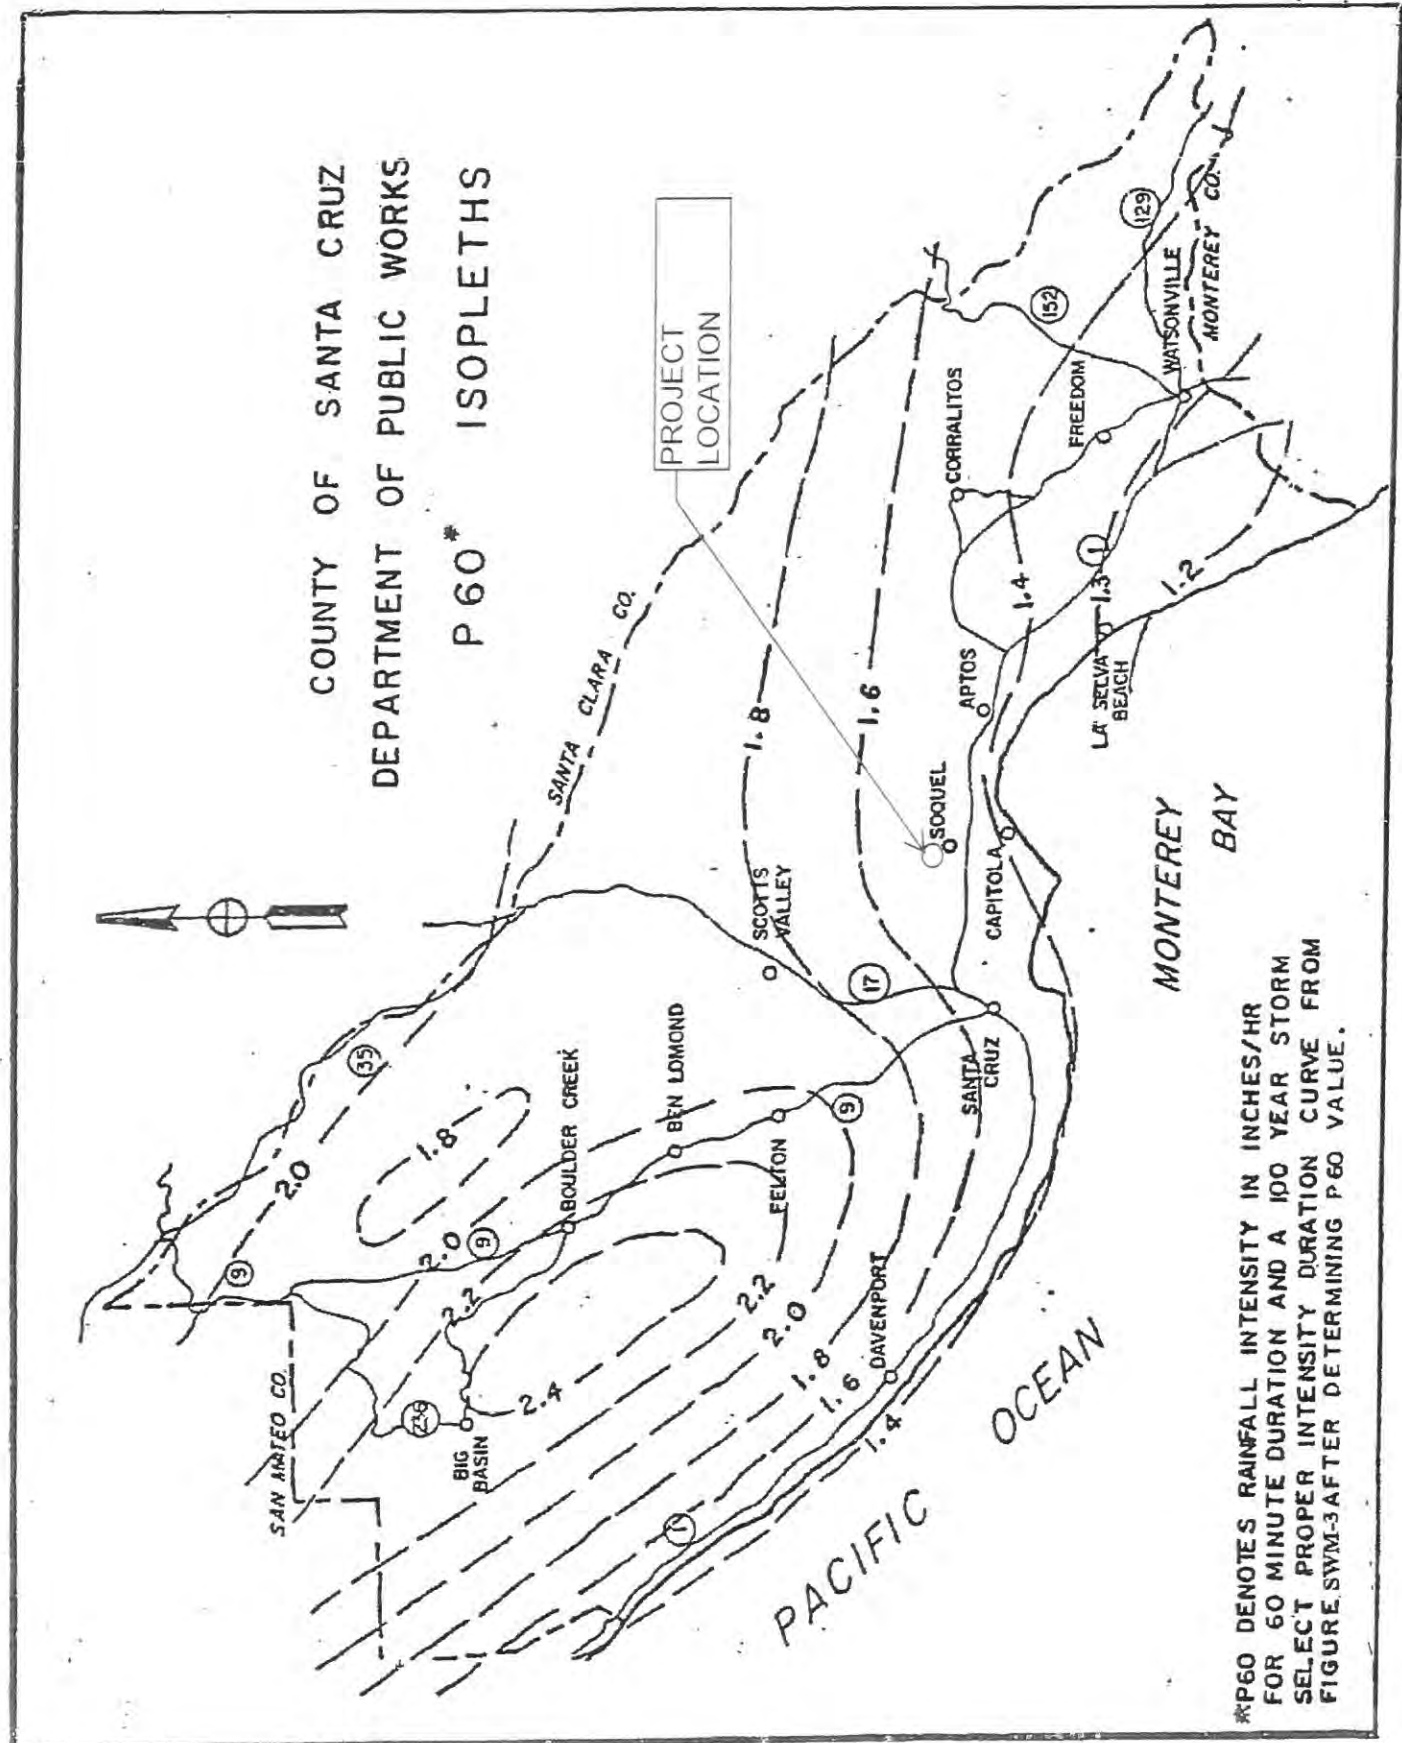 COUNTY OF SANTA CRUZ
DEPARTMENT OF PUBLIC WORKS
P 60* ISOPLETHS
PROJECT
LOCATION
SANTA CLARA CO.
SAN MATEO CO.
35
9
2.0
1.8
2.0
9
2.2
236
BIG
BASIN
2.4
BOULDER CREEK
BEN LOMOND
FELTON
9
SCOTTS
VALLEY
17
2.2
2.0
1.8
1.6
1.4
1
DAVENPORT
SANTA
CRUZ
CAPITOLA
SOQUEL
APTOS
1.8
1.6
1.4
1.3
1.2
1
LA SELVA
BEACH
CORRALITOS
FREEDOM
WATSONVILLE
152
129
MONTEREY CO.
MONTEREY
BAY
PACIFIC OCEAN
*P60 DENOTES RAINFALL INTENSITY IN INCHES/HR
FOR 60 MINUTE DURATION AND A 100 YEAR STORM
SELECT PROPER INTENSITY DURATION CURVE FROM
FIGURE SWM-3 AFTER DETERMINING P60 VALUE.